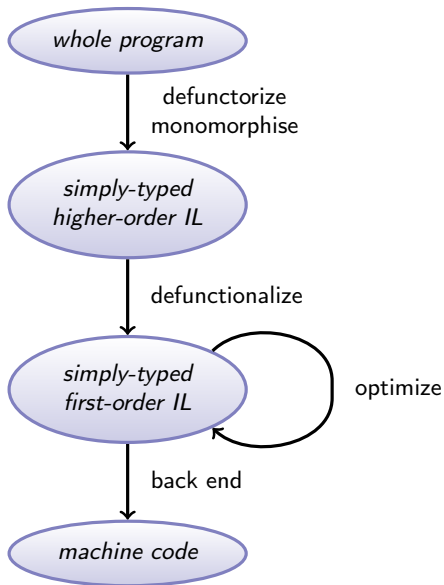 whole program
defunctorize
monomorphise
simply-typed
higher-order IL
defunctionalize
simply-typed
first-order IL
optimize
back end
machine code